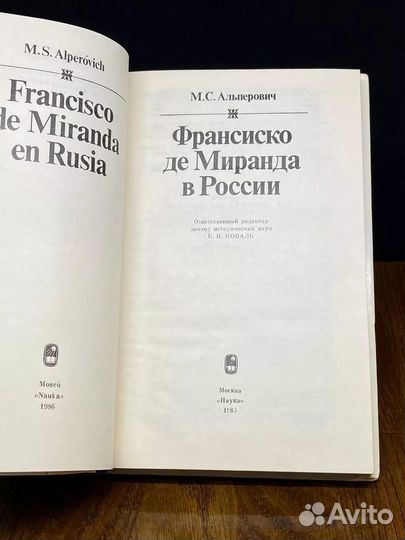 M. S. Alperóvich
Francisco
de Miranda
en Rusia
Moscú
«Nauka»
1986
М. С. Альперович
Франсиско
де Миранда
в России
Ответственный редактор
доктор исторических наук
Б. И. КОВАЛЬ
Москва
«Наука»
1983
Avito